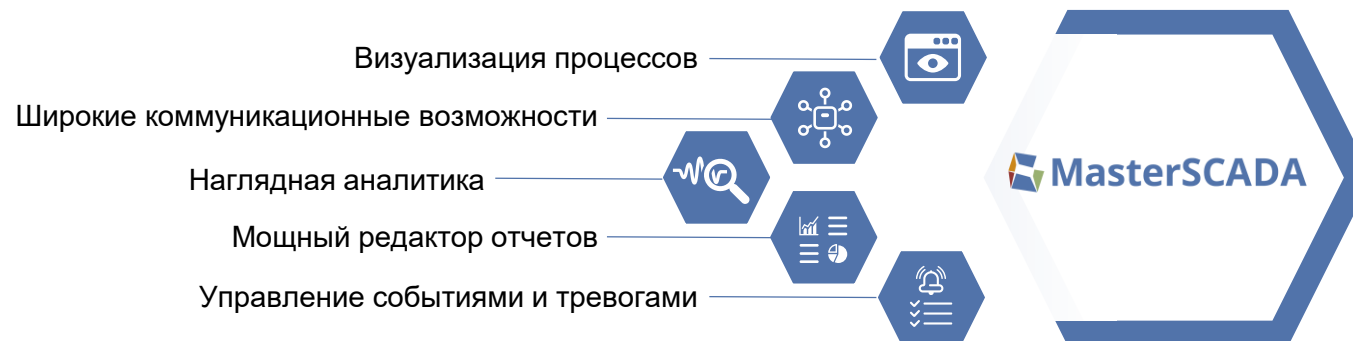 Визуализация процессов
Широкие коммуникационные возможности
Наглядная аналитика
MasterSCADA
Мощный редактор отчетов
Управление событиями и тревогами